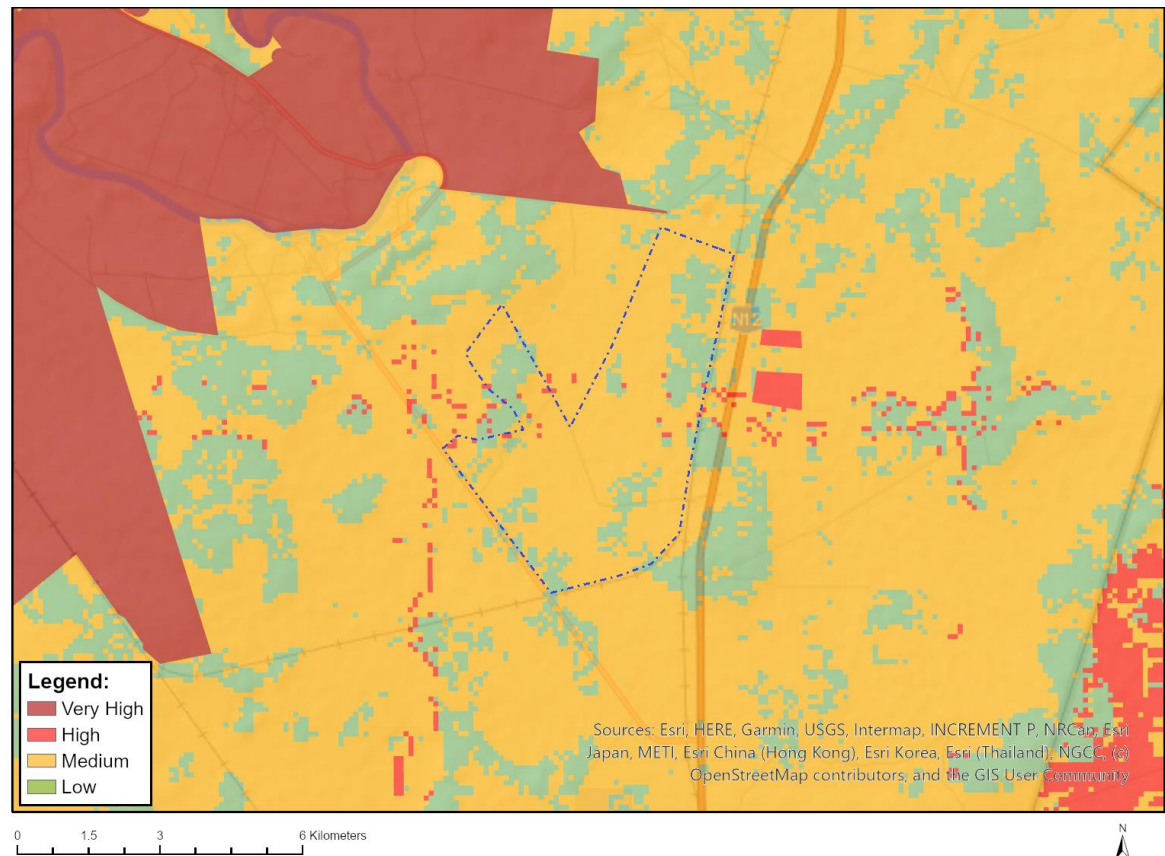 N12
Legend:
Very High
High
Medium
Low
Sources: Esri, HERE, Garmin, USGS, Intermap, INCREMENT P, NRCan, Esri
Japan, METI, Esri China (Hong Kong), Esri Korea, Esri (Thailand), NGCC, (c)
OpenStreetMap contributors, and the GIS User Community
0 1.5 3 6 Kilometers
N